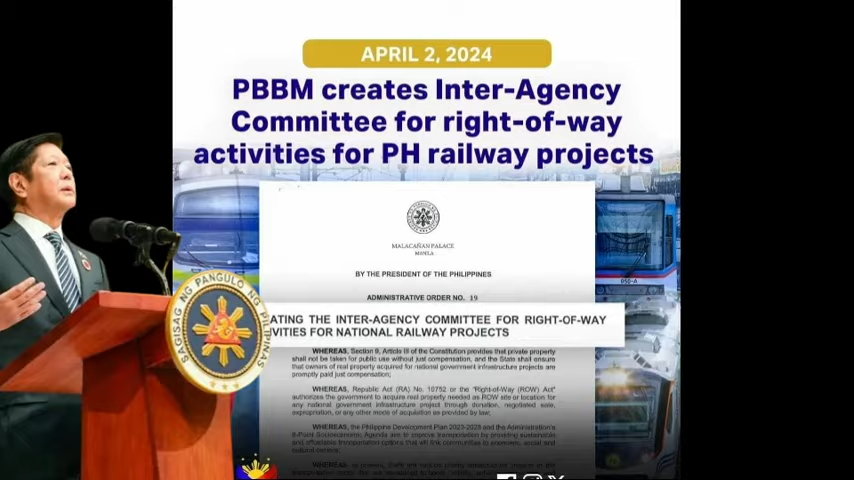 APRIL 2, 2024
PBBM creates Inter-Agency
Committee for right-of-way
activities for PH railway projects
MALACAÑAN PALACE
MANILA
BY THE PRESIDENT OF THE PHILIPPINES
ADMINISTRATIVE ORDER NO. 19
ATING THE INTER-AGENCY COMMITTEE FOR RIGHT-OF-WAY
IVITIES FOR NATIONAL RAILWAY PROJECTS
WHEREAS, Section 9, Article III of the Constitution provides that private property
shall not be taken for public use without just compensation, and the State shall ensure
that owners of real property acquired for national government infrastructure projects are
promptly paid just compensation;
WHEREAS, Republic Act (RA) No. 10752 or the "Right-of-Way (ROW) Act"
authorizes the government to acquire real property needed as ROW site or location for
any national government infrastructure project through donation, negotiated sale,
expropriation, or any other mode of acquisition as provided by law;
WHEREAS, the Philippine Development Plan 2023-2028 and the Administration's
8-Point Socioeconomic Agenda aim to improve transportation by providing sustainable
and affordable transportation options that will link communities to economic, social and
WHEREAS,
SAGISAG NG PANGULO NG PILIPINAS